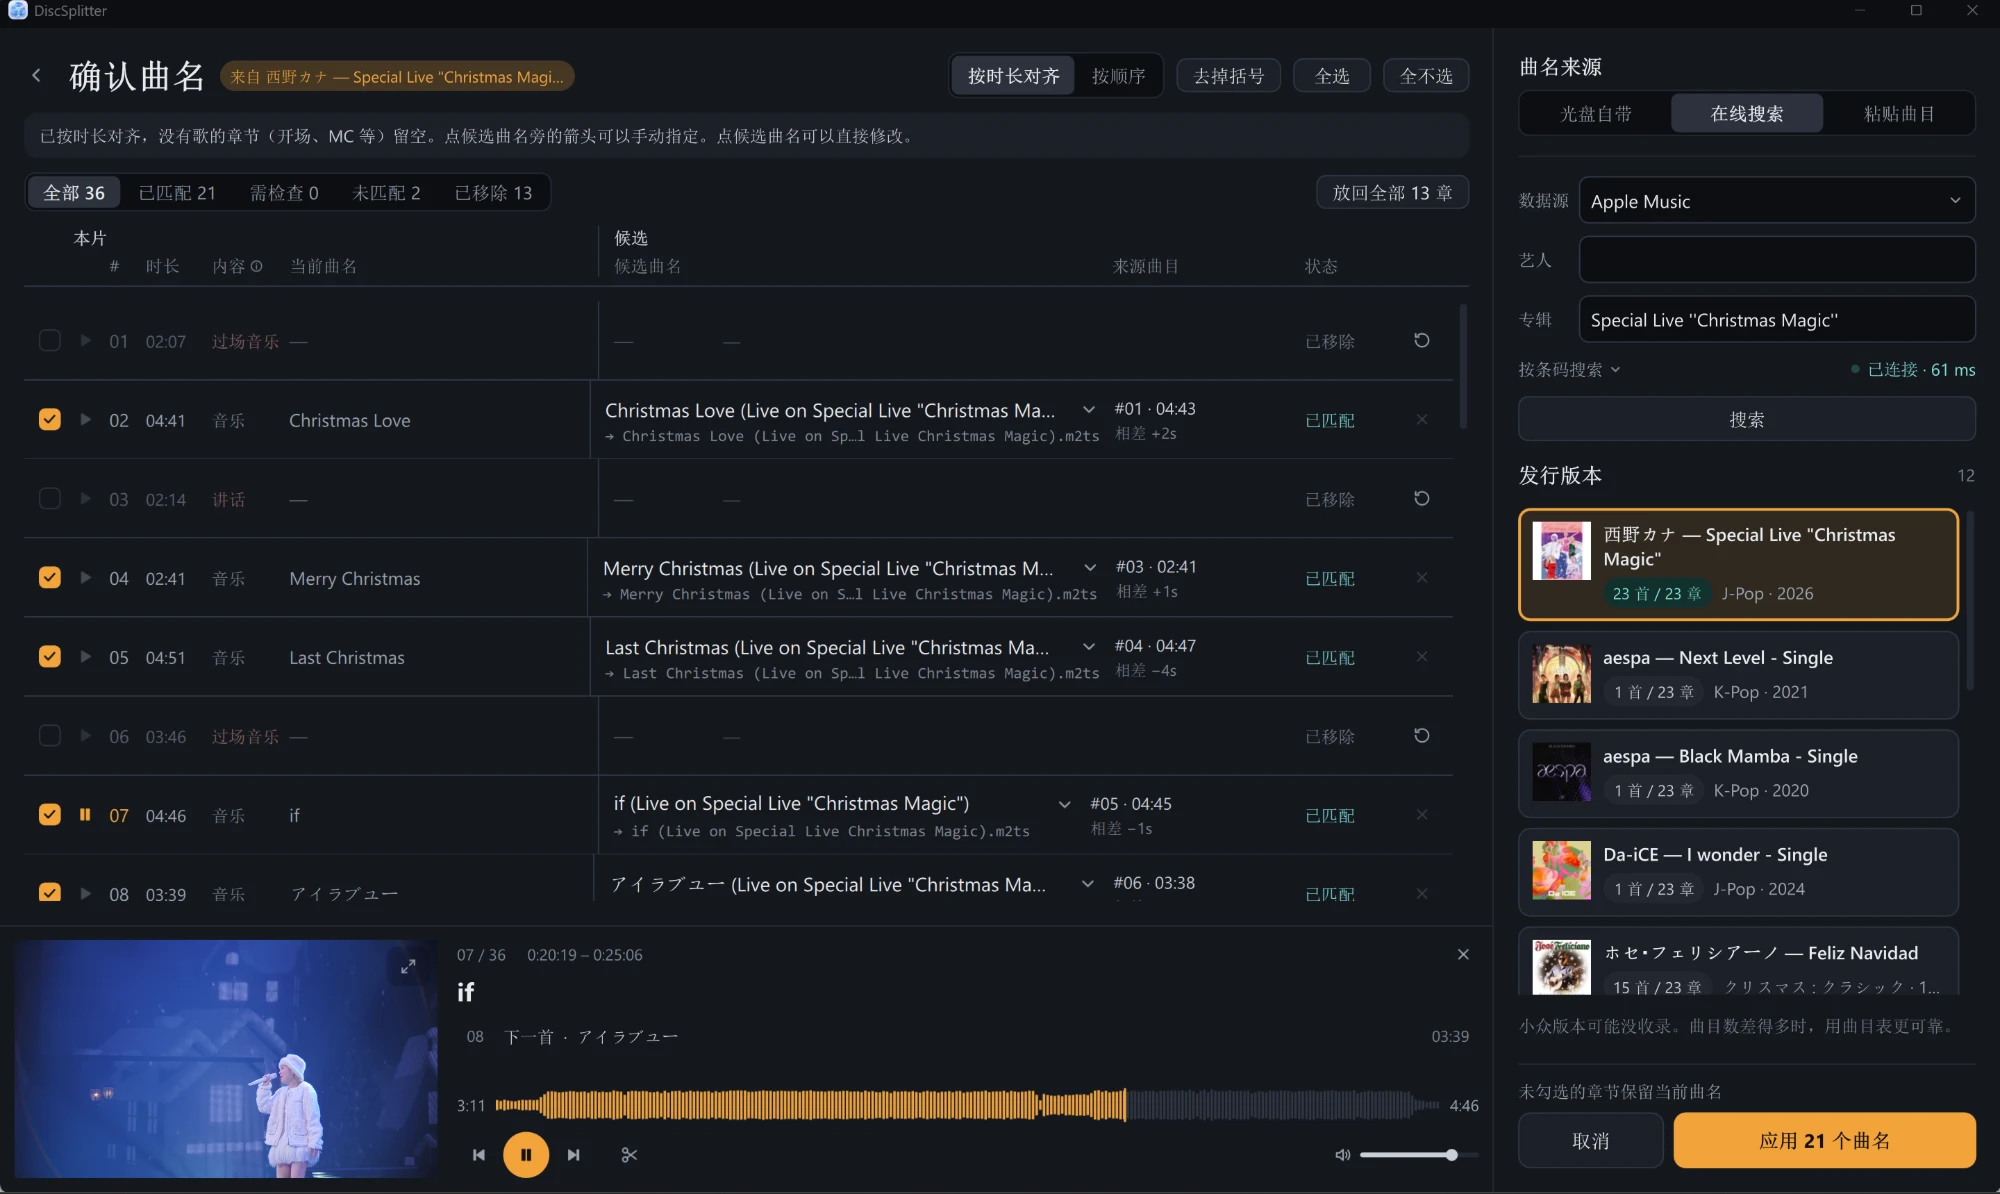 DiscSplitter
确认曲名
来自 西野カナ — Special Live "Christmas Magi...
按时长对齐
按顺序
去掉括号
全选
全不选
已按时长对齐，没有歌的章节（开场、MC 等）留空。点候选曲名旁的箭头可以手动指定。点候选曲名可以直接修改。
全部 36
已匹配 21
需检查 0
未匹配 2
已移除 13
放回全部 13 章
本片
候选
# 时长 内容 当前曲名 候选曲名 来源曲目 状态
01 02:07 过场音乐 — — — 已移除
02 04:41 音乐 Christmas Love Christmas Love (Live on Special Live "Christmas Ma... #01 · 04:43 已匹配
→ Christmas Love (Live on Sp…l Live Christmas Magic).m2ts 相差 +2s
03 02:14 讲话 — — — 已移除
04 02:41 音乐 Merry Christmas Merry Christmas (Live on Special Live "Christmas M... #03 · 02:41 已匹配
→ Merry Christmas (Live on S…l Live Christmas Magic).m2ts 相差 +1s
05 04:51 音乐 Last Christmas Last Christmas (Live on Special Live "Christmas Ma... #04 · 04:47 已匹配
→ Last Christmas (Live on Sp…l Live Christmas Magic).m2ts 相差 −4s
06 03:46 过场音乐 — — — 已移除
07 04:46 音乐 if if (Live on Special Live "Christmas Magic") #05 · 04:45 已匹配
→ if (Live on Special Live Christmas Magic).m2ts 相差 −1s
08 03:39 音乐 アイラブユー アイラブユー (Live on Special Live "Christmas Ma... #06 · 03:38 已匹配
07 / 36 0:20:19 – 0:25:06
if
08 下一首 · アイラブユー 03:39
3:11
4:46
曲名来源
光盘自带
在线搜索
粘贴曲目
数据源 Apple Music
艺人
专辑 Special Live "Christmas Magic"
按条码搜索
已连接 · 61 ms
搜索
发行版本 12
西野カナ — Special Live "Christmas
Magic"
23 首 / 23 章 J-Pop · 2026
aespa — Next Level - Single
1 首 / 23 章 K-Pop · 2021
aespa
aespa — Black Mamba - Single
1 首 / 23 章 K-Pop · 2020
Da-iCE
Da-iCE — I wonder - Single
1 首 / 23 章 J-Pop · 2024
José Feliciano
ホセ・フェリシアーノ — Feliz Navidad
15 首 / 23 章 クリスマス：クラシック · 1...
小众版本可能没收录。曲目数差得多时，用曲目表更可靠。
未勾选的章节保留当前曲名
取消
应用 21 个曲名